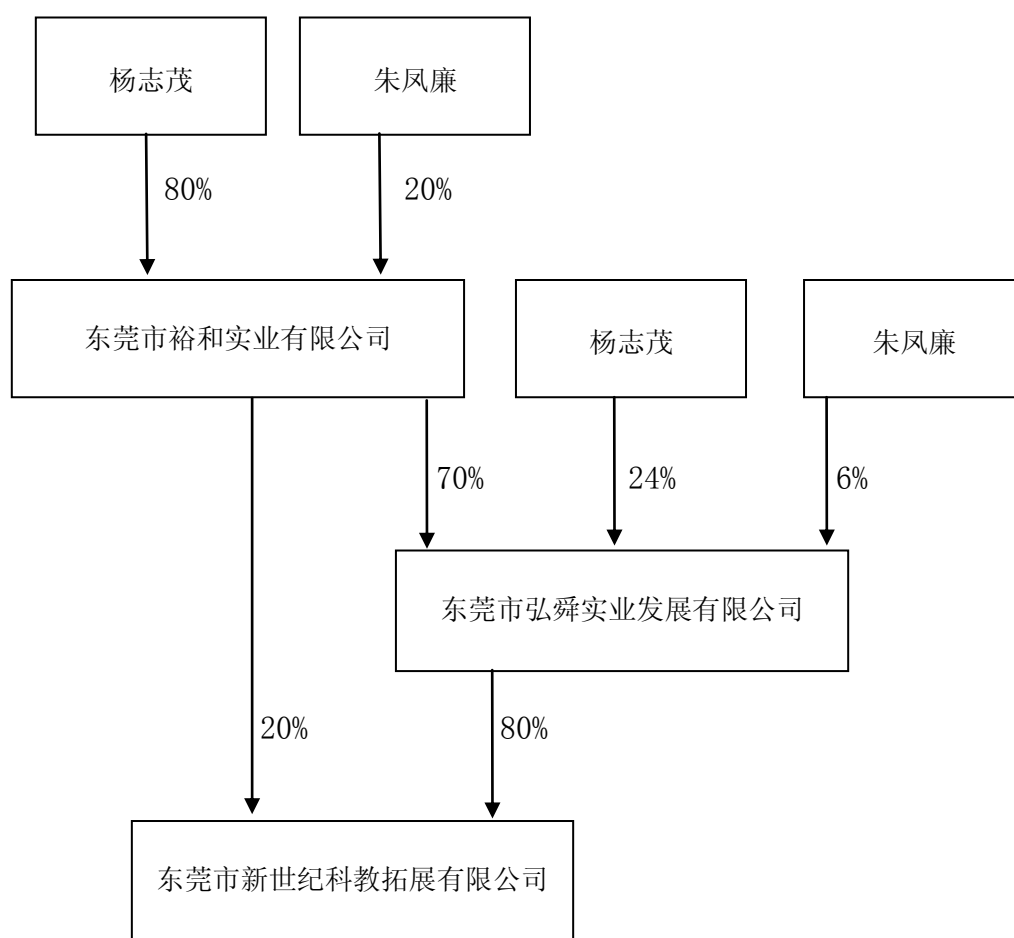 杨志茂
朱凤廉
80%
20%
东莞市裕和实业有限公司
杨志茂
朱凤廉
70%
24%
6%
东莞市弘舜实业发展有限公司
20%
80%
东莞市新世纪科教拓展有限公司